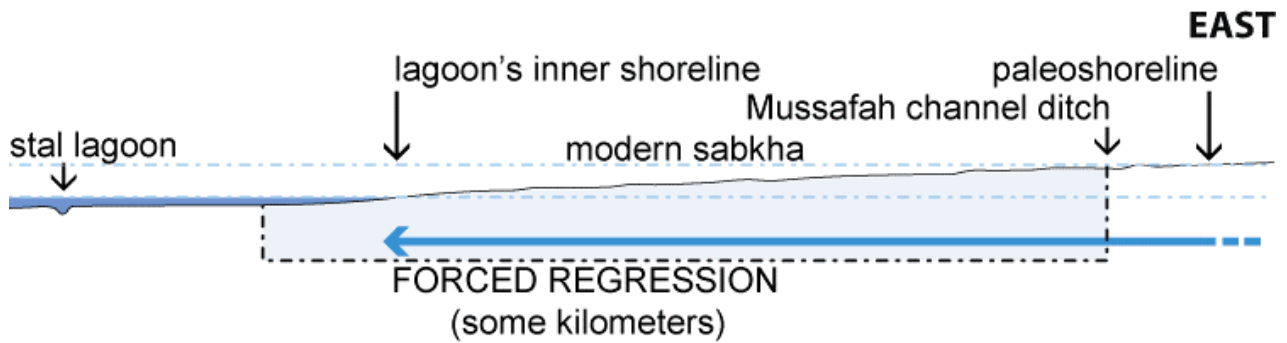 EAST
lagoon's inner shoreline
paleoshoreline
Mussafah channel ditch
stal lagoon
modern sabkha
FORCED REGRESSION
(some kilometers)